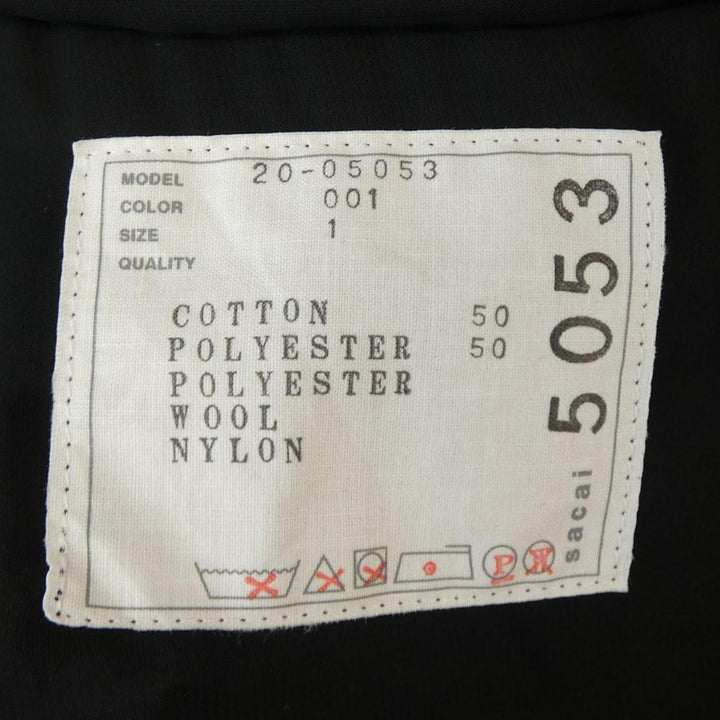 MODEL 20-05053
COLOR 001
SIZE 1
QUALITY
COTTON 50
POLYESTER 50
POLYESTER
WOOL
NYLON
P W
sacai 5053